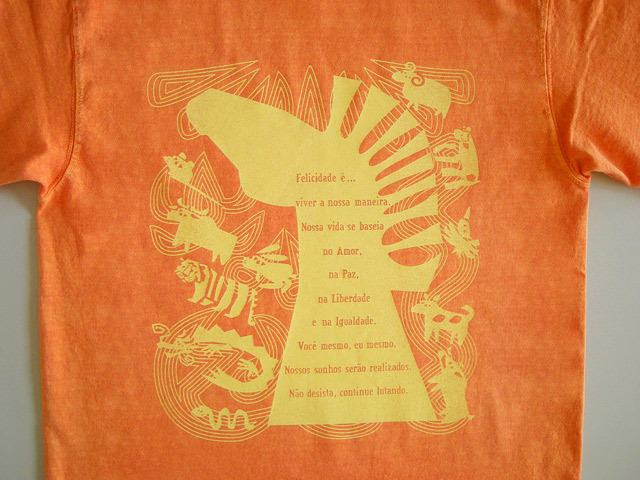 Felicidade é...
viver a nossa maneira.
Nossa vida se baseia
no Amor,
na Paz,
na Liberdade
e na Igualdade.
Você mesmo, eu mesmo.
Nossos sonhos serão realizados.
Não desista, continue lutando.